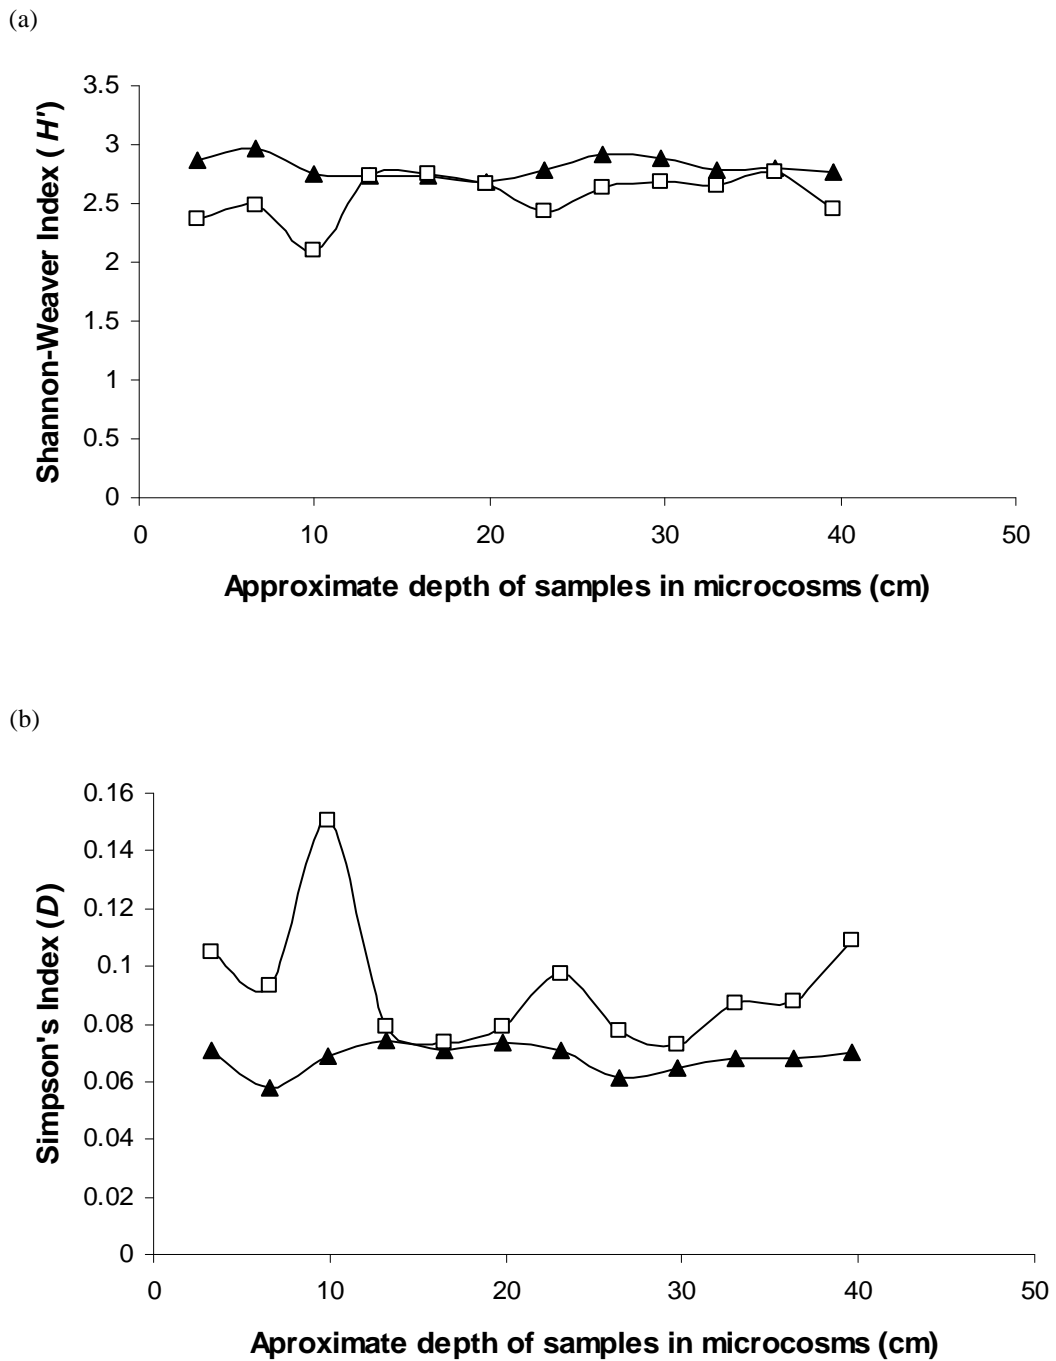 (a)
3.5
3
2.5
2
1.5
1
0.5
0
Shannon-Weaver Index ( H')
0 10 20 30 40 50
Approximate depth of samples in microcosms (cm)
(b)
0.16
0.14
0.12
0.1
0.08
0.06
0.04
0.02
0
Simpson's Index (D)
0 10 20 30 40 50
Aproximate depth of samples in microcosms (cm)